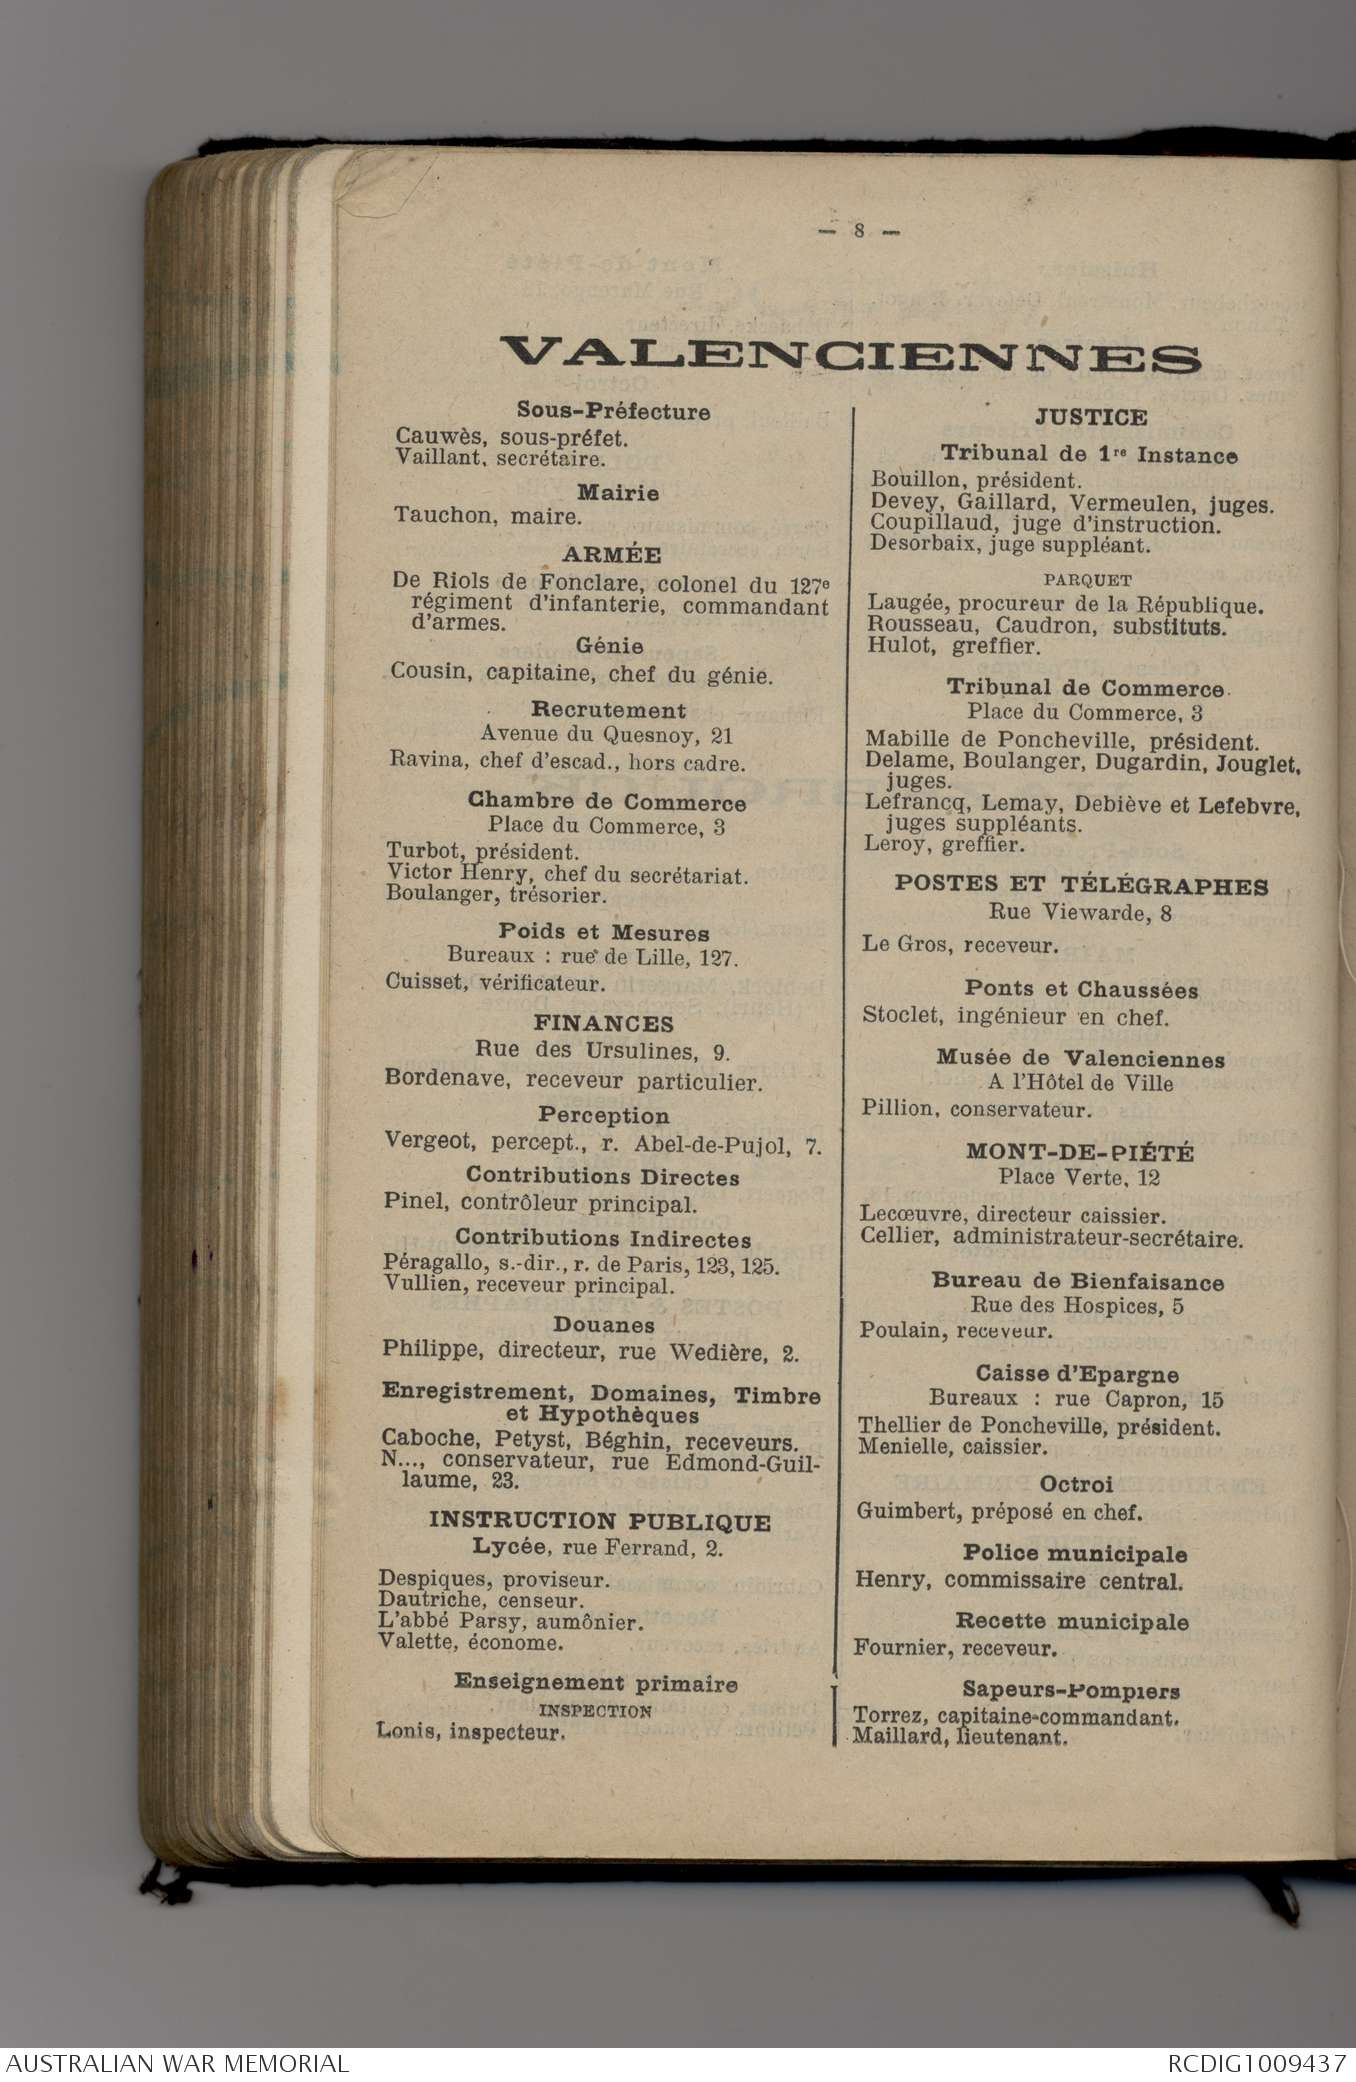 — 8 —
VALENCIENNES
Sous-Préfecture
Cauwès, sous-préfet.
Vaillant, secrétaire.
Mairie
Tauchon, maire.
ARMÉE
De Riols de Fonclare, colonel du 127e
régiment d'infanterie, commandant
d'armes.
Génie
Cousin, capitaine, chef du génie.
Recrutement
Avenue du Quesnoy, 21
Ravina, chef d'escad., hors cadre.
Chambre de Commerce
Place du Commerce, 3
Turbot, président.
Victor Henry, chef du secrétariat.
Boulanger, trésorier.
Poids et Mesures
Bureaux : rue de Lille, 127.
Cuisset, vérificateur.
FINANCES
Rue des Ursulines, 9.
Bordenave, receveur particulier.
Perception
Vergeot, percept., r. Abel-de-Pujol, 7.
Contributions Directes
Pinel, contrôleur principal.
Contributions Indirectes
Péragallo, s.-dir., r. de Paris, 123, 125.
Vullien, receveur principal.
Douanes
Philippe, directeur, rue Wedière, 2.
Enregistrement, Domaines, Timbre
et Hypothèques
Caboche, Petyst, Béghin, receveurs.
N..., conservateur, rue Edmond-Guil-
laume, 23.
INSTRUCTION PUBLIQUE
Lycée, rue Ferrand, 2.
Despiques, proviseur.
Dautriche, censeur.
L'abbé Parsy, aumônier.
Valette, économe.
Enseignement primaire
INSPECTION
Lonis, inspecteur.
JUSTICE
Tribunal de 1re Instance
Bouillon, président.
Devey, Gaillard, Vermeulen, juges.
Coupillaud, juge d'instruction.
Desorbaix, juge suppléant.
PARQUET
Laugée, procureur de la République.
Rousseau, Caudron, substituts.
Hulot, greffier.
Tribunal de Commerce
Place du Commerce, 3
Mabille de Poncheville, président.
Delame, Boulanger, Dugardin, Jouglet,
juges.
Lefrancq, Lemay, Debiève et Lefebvre,
juges suppléants.
Leroy, greffier.
POSTES ET TÉLÉGRAPHES
Rue Viewarde, 8
Le Gros, receveur.
Ponts et Chaussées
Stoclet, ingénieur en chef.
Musée de Valenciennes
A l'Hôtel de Ville
Pillion, conservateur.
MONT-DE-PIÉTÉ
Place Verte, 12
Lecœuvre, directeur caissier.
Cellier, administrateur-secrétaire.
Bureau de Bienfaisance
Rue des Hospices, 5
Poulain, receveur.
Caisse d'Epargne
Bureaux : rue Capron, 15
Thellier de Poncheville, président.
Menielle, caissier.
Octroi
Guimbert, préposé en chef.
Police municipale
Henry, commissaire central.
Recette municipale
Fournier, receveur.
Sapeurs-Pompiers
Torrez, capitaine-commandant.
Maillard, lieutenant.
AUSTRALIAN WAR MEMORIAL
RCDIG1009437